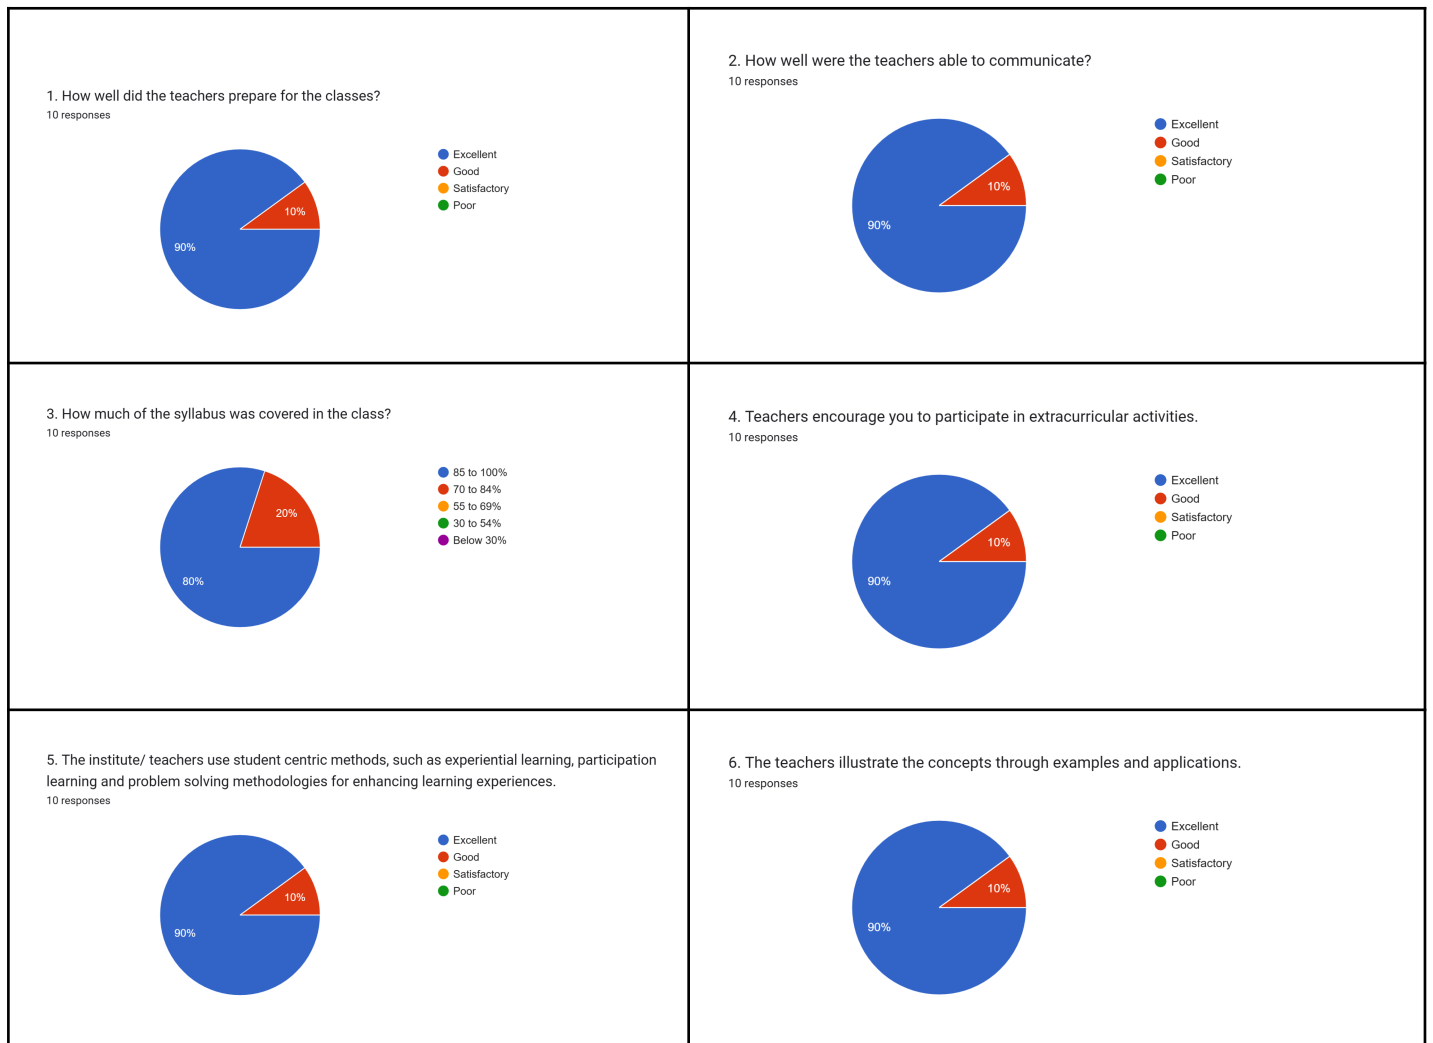 1. How well did the teachers prepare for the classes?
10 responses
Excellent
Good
Satisfactory
Poor
10%
90%
2. How well were the teachers able to communicate?
10 responses
Excellent
Good
Satisfactory
Poor
10%
90%
3. How much of the syllabus was covered in the class?
10 responses
85 to 100%
70 to 84%
55 to 69%
30 to 54%
Below 30%
20%
80%
4. Teachers encourage you to participate in extracurricular activities.
10 responses
Excellent
Good
Satisfactory
Poor
10%
90%
5. The institute/ teachers use student centric methods, such as experiential learning, participation
learning and problem solving methodologies for enhancing learning experiences.
10 responses
Excellent
Good
Satisfactory
Poor
10%
90%
6. The teachers illustrate the concepts through examples and applications.
10 responses
Excellent
Good
Satisfactory
Poor
10%
90%